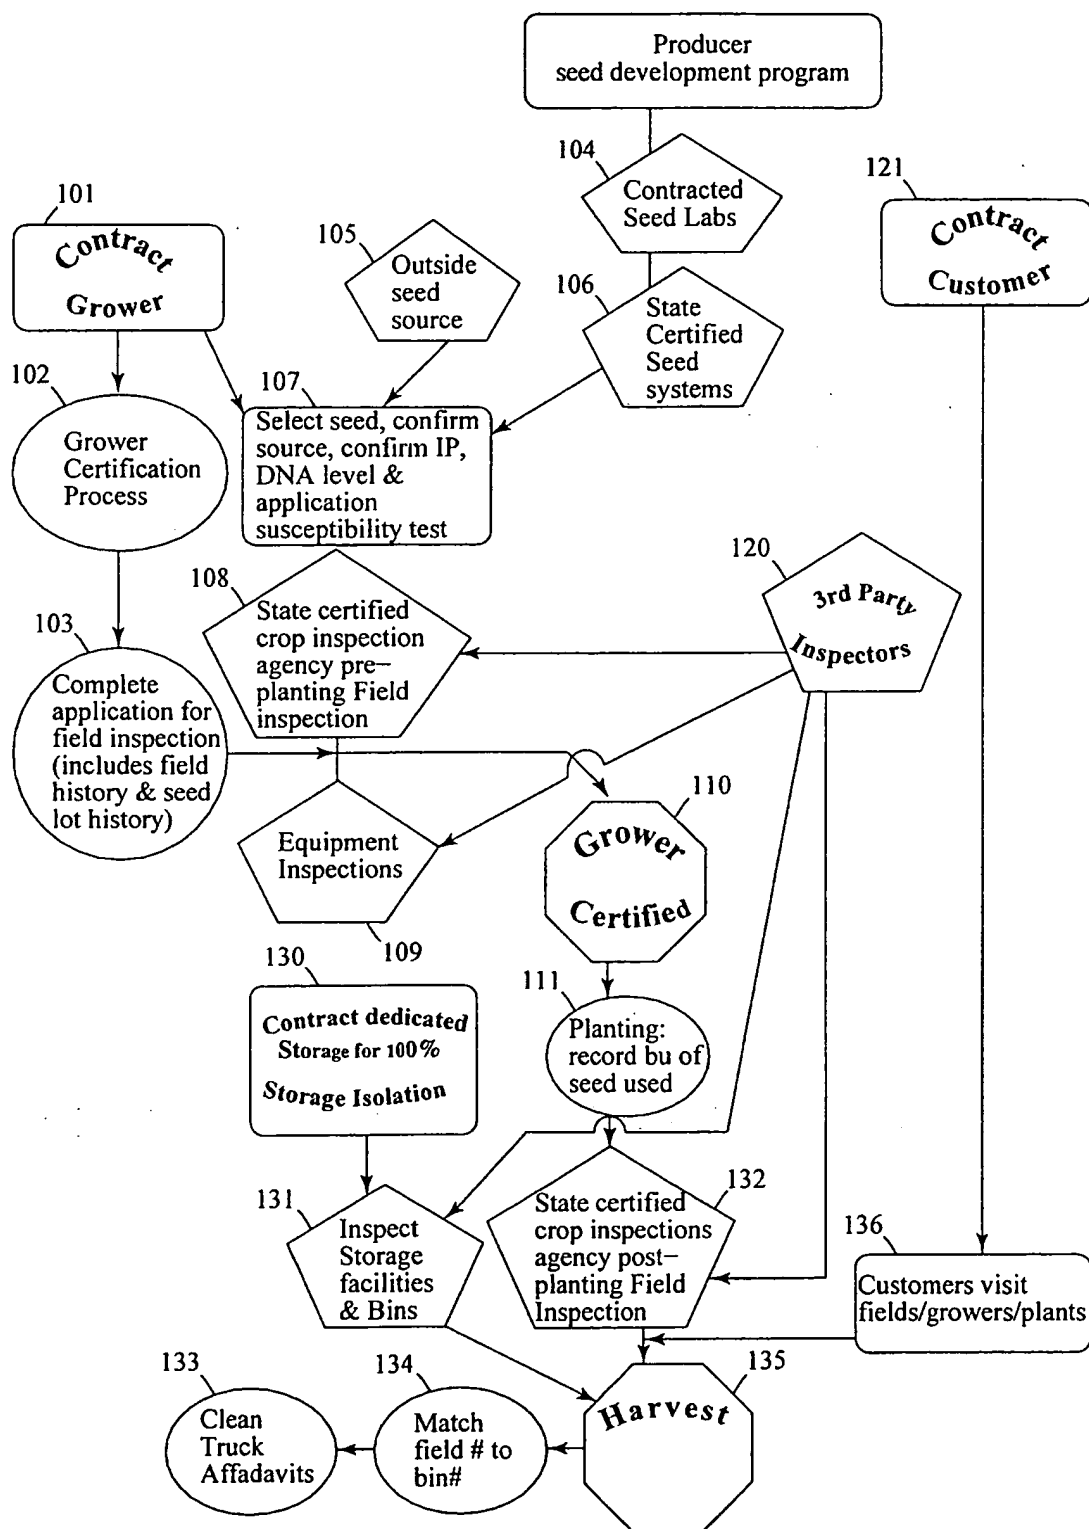 Producer
seed development program
104
Contracted
Seed Labs
121
Contract
Customer
101
Contract
Grower
105
Outside
seed
source
106
State
Certified
Seed
systems
102
Grower
Certification
Process
107
Select seed, confirm
source, confirm IP,
DNA level &
application
susceptibility test
120
3rd Party
Inspectors
108
State certified
crop inspection
agency pre-
planting Field
inspection
103
Complete
application for
field inspection
(includes field
history & seed
lot history)
110
Grower
Certified
Equipment
Inspections
109
130
Contract dedicated
Storage for 100%
Storage Isolation
111
Planting:
record bu of
seed used
131
Inspect
Storage
facilities
& Bins
132
State certified
crop inspections
agency post-
planting Field
Inspection
136
Customers visit
fields/growers/plants
133
Clean
Truck
Affadavits
134
Match
field # to
bin#
135
Harvest